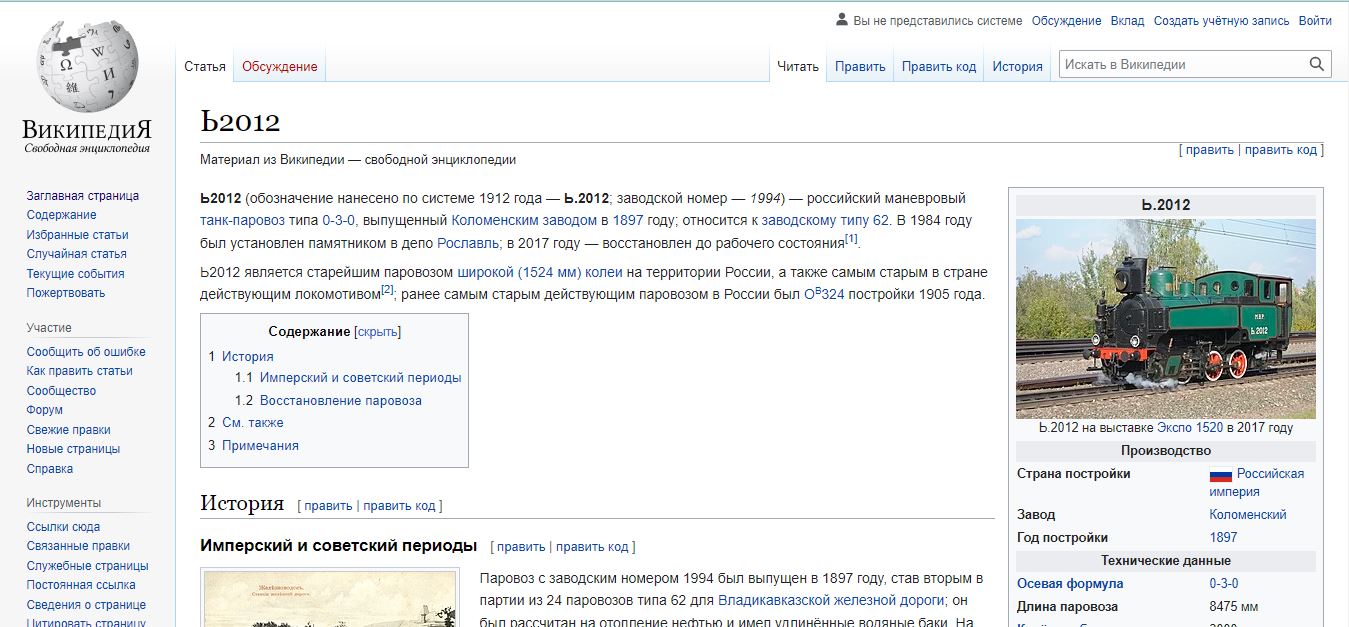 Вы не представились системе Обсуждение Вклад Создать учётную запись Войти
Статья Обсуждение Читать Править Править код История Искать в Википедии
ВикипедиЯ
Свободная энциклопедия
Заглавная страница
Содержание
Избранные статьи
Случайная статья
Текущие события
Пожертвовать
Участие
Сообщить об ошибке
Как править статьи
Сообщество
Форум
Свежие правки
Новые страницы
Справка
Инструменты
Ссылки сюда
Связанные правки
Служебные страницы
Постоянная ссылка
Сведения о странице
Цитировать страницу
Ь2012
[ править | править код ]
Материал из Википедии — свободной энциклопедии
Ь2012 (обозначение нанесено по системе 1912 года — Ь.2012; заводской номер — 1994) — российский маневровый
танк-паровоз типа 0-3-0, выпущенный Коломенским заводом в 1897 году; относится к заводскому типу 62. В 1984 году
был установлен памятником в депо Рославль; в 2017 году — восстановлен до рабочего состояния[1].
Ь2012 является старейшим паровозом широкой (1524 мм) колеи на территории России, а также самым старым в стране
действующим локомотивом[2]; ранее самым старым действующим паровозом в России был ОВ324 постройки 1905 года.
Содержание [скрыть]
1 История
1.1 Имперский и советский периоды
1.2 Восстановление паровоза
2 См. также
3 Примечания
История [ править | править код ]
Имперский и советский периоды [ править | править код ]
Паровоз с заводским номером 1994 был выпущен в 1897 году, став вторым в
партии из 24 паровозов типа 62 для Владикавказской железной дороги; он
был рассчитан на отопление нефтью и имел удлинённые водяные баки. На
Ь.2012
Ь.2012
Ь.2012 на выставке Экспо 1520 в 2017 году
Производство
Страна постройки Российская
империя
Завод Коломенский
Год постройки 1897
Технические данные
Осевая формула 0-3-0
Длина паровоза 8475 мм